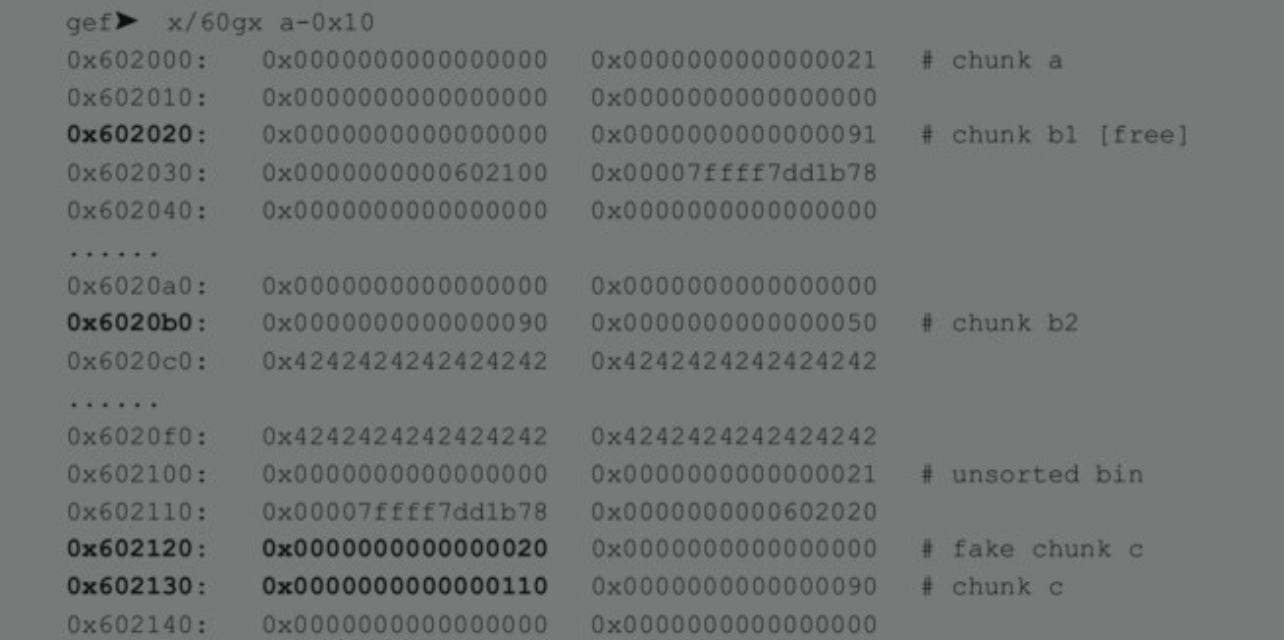 gef➤ x/60gx a-0x10
0x602000: 0x0000000000000000 0x0000000000000021 # chunk a
0x602010: 0x0000000000000000 0x0000000000000000
0x602020: 0x0000000000000000 0x0000000000000091 # chunk b1 [free]
0x602030: 0x0000000000602100 0x00007ffff7dd1b78
0x602040: 0x0000000000000000 0x0000000000000000
......
0x6020a0: 0x0000000000000000 0x0000000000000000
0x6020b0: 0x0000000000000090 0x0000000000000050 # chunk b2
0x6020c0: 0x4242424242424242 0x4242424242424242
......
0x6020f0: 0x4242424242424242 0x4242424242424242
0x602100: 0x0000000000000000 0x0000000000000021 # unsorted bin
0x602110: 0x00007ffff7dd1b78 0x0000000000602020
0x602120: 0x0000000000000020 0x0000000000000000 # fake chunk c
0x602130: 0x0000000000000110 0x0000000000000090 # chunk c
0x602140: 0x0000000000000000 0x0000000000000000